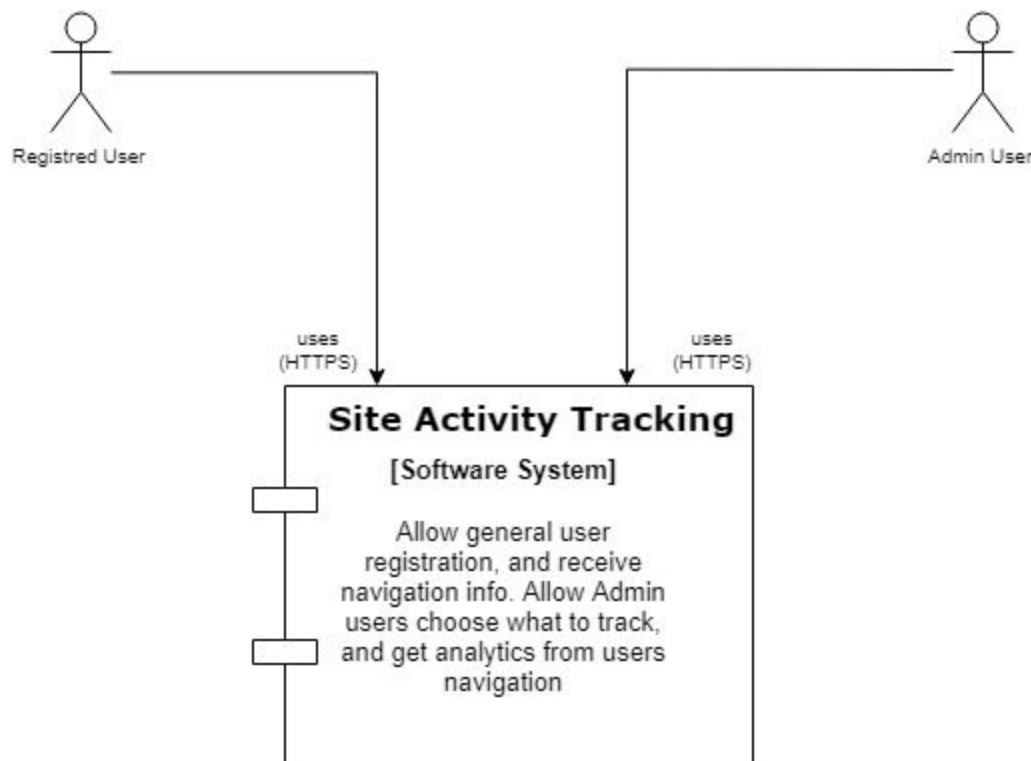 Registred User
Admin User
uses
(HTTPS)
uses
(HTTPS)
Site Activity Tracking
[Software System]
Allow general user
registration, and receive
navigation info. Allow Admin
users choose what to track,
and get analytics from users
navigation